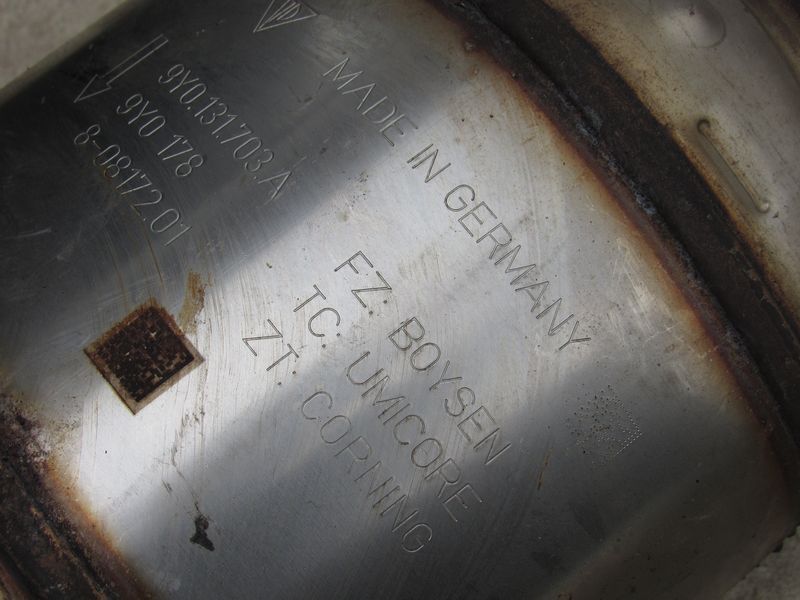 9Y0.131.703.A
9Y0 178
8-08172.01
MADE IN GERMANY
FZ: BOYSEN
TC: UMICORE
ZT: CORNING